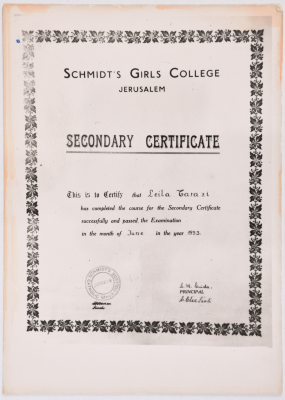 SCHMIDT'S GIRLS COLLEGE
JERUSALEM
SECONDARY CERTIFICATE
This is to Certify that Leila Tarazi
has completed the course for the Secondary Certificate
successfully and passed the Examination
in the month of June in the year 1953.
PRINCIPAL